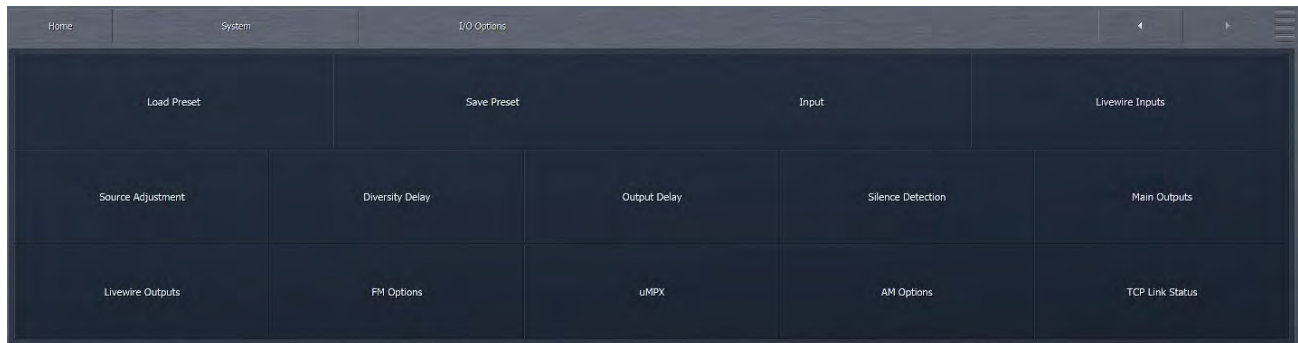 Home System I/O Options
Load Preset Save Preset Input Livewire Inputs
Source Adjustment Diversity Delay Output Delay Silence Detection Main Outputs
Livewire Outputs FM Options uMPX AM Options TCP Link Status